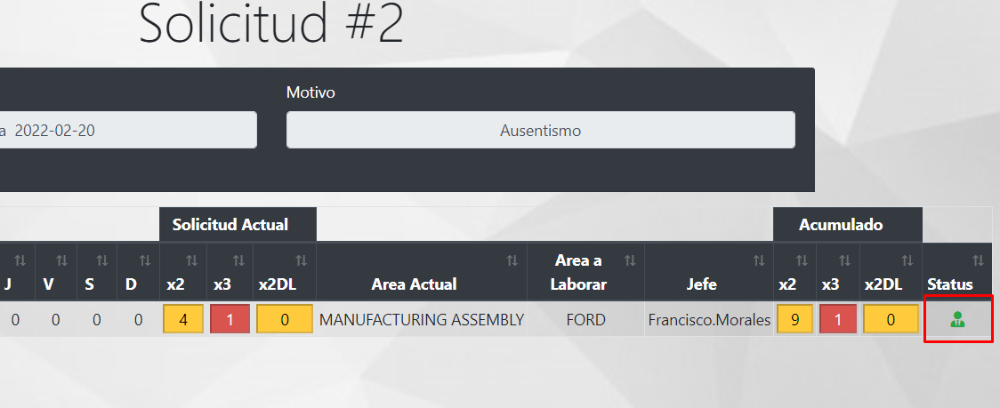 Solicitud #2
Motivo
a 2022-02-20
Ausentismo
Solicitud Actual
Acumulado
J V S D x2 x3 x2DL Area Actual Area a Laborar Jefe x2 x3 x2DL Status
0 0 0 0 4 1 0 MANUFACTURING ASSEMBLY FORD Francisco.Morales 9 1 0